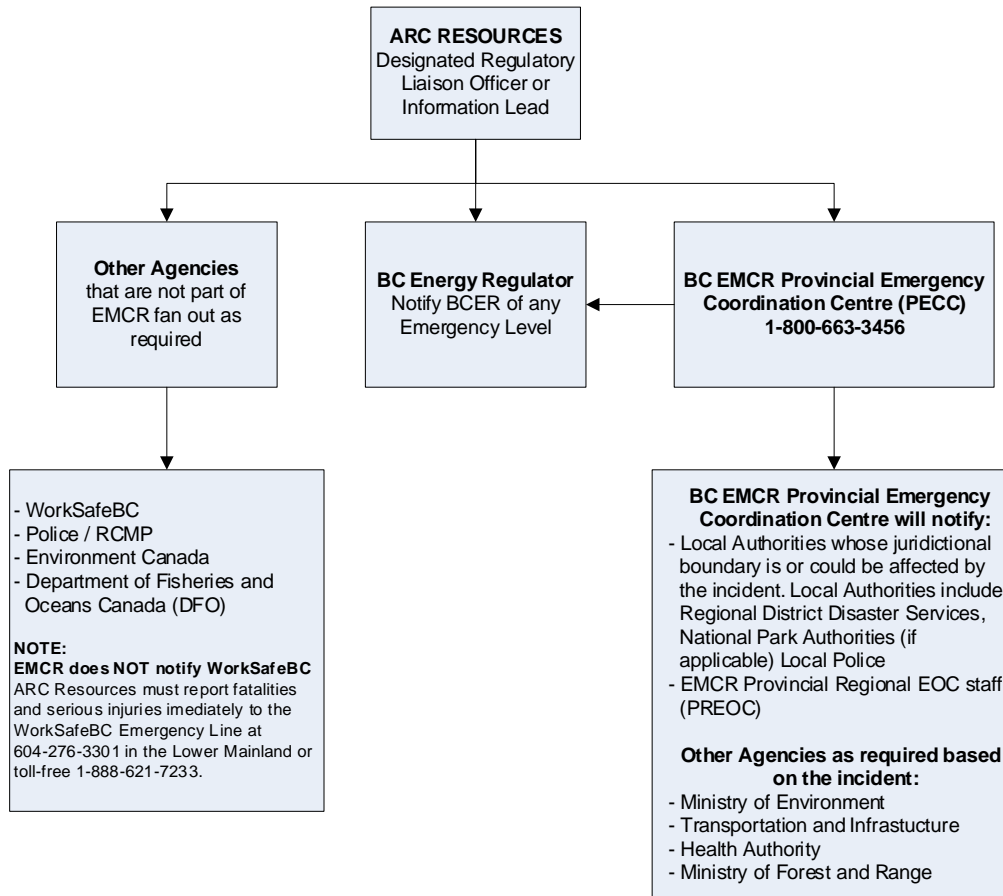 ARC RESOURCES
Designated Regulatory
Liaison Officer or
Information Lead
Other Agencies
that are not part of
EMCR fan out as
required
BC Energy Regulator
Notify BCER of any
Emergency Level
BC EMCR Provincial Emergency
Coordination Centre (PECC)
1-800-663-3456
- WorkSafeBC
- Police / RCMP
- Environment Canada
- Department of Fisheries and
Oceans Canada (DFO)
NOTE:
EMCR does NOT notify WorkSafeBC
ARC Resources must report fatalities
and serious injuries imediately to the
WorkSafeBC Emergency Line at
604-276-3301 in the Lower Mainland or
toll-free 1-888-621-7233.
BC EMCR Provincial Emergency
Coordination Centre will notify:
- Local Authorities whose juridictional
boundary is or could be affected by
the incident. Local Authorities include
Regional District Disaster Services,
National Park Authorities (if
applicable) Local Police
- EMCR Provincial Regional EOC staff
(PREOC)
Other Agencies as required based
on the incident:
- Ministry of Environment
- Transportation and Infrastucture
- Health Authority
- Ministry of Forest and Range